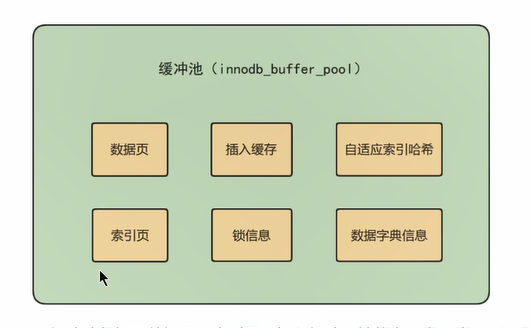 缓冲池（innodb_buffer_pool）
数据页
插入缓存
自适应索引哈希
索引页
锁信息
数据字典信息